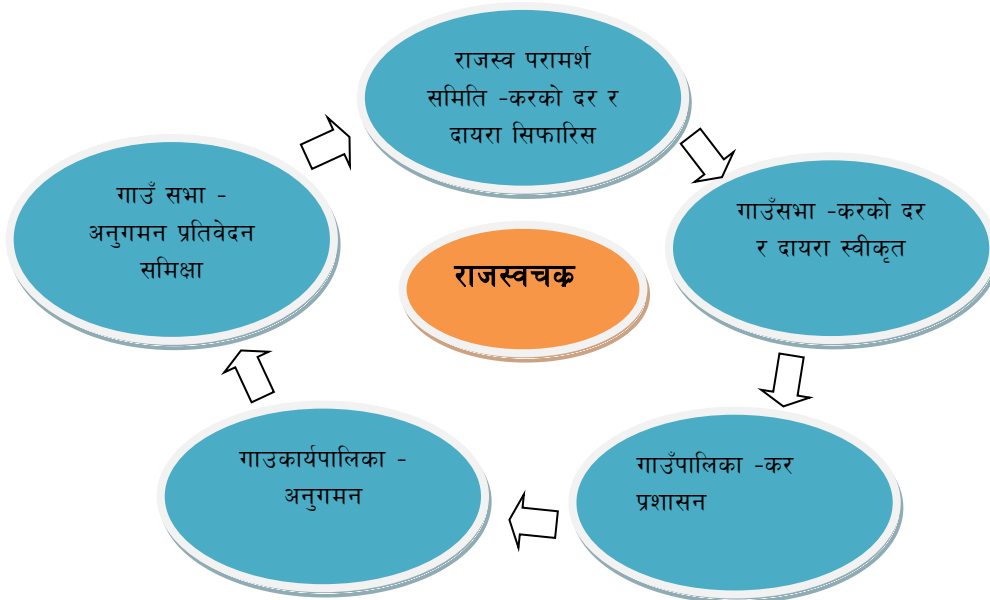 राजस्व परामर्श
समिति -करको दर र
दायरा सिफारिस
गाउँसभा -करको दर
र दायरा स्वीकृत
गाउँपालिका -कर
प्रशासन
गाउकार्यपालिका -
अनुगमन
गाउँ सभा -
अनुगमन प्रतिवेदन
समिक्षा
राजस्वचक्र